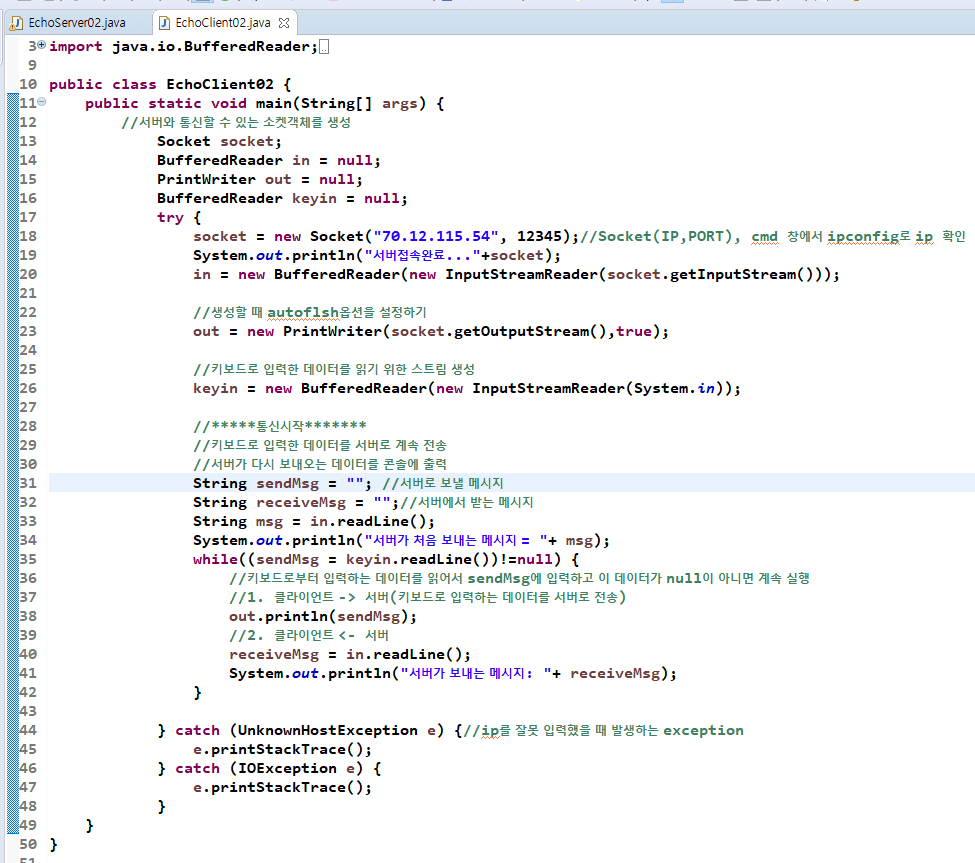 EchoServer02.java EchoClient02.java
3 import java.io.BufferedReader;
9
10 public class EchoClient02 {
11 public static void main(String[] args) {
12 //서버와 통신할 수 있는 소켓객체를 생성
13 Socket socket;
14 BufferedReader in = null;
15 PrintWriter out = null;
16 BufferedReader keyin = null;
17 try {
18 socket = new Socket("70.12.115.54", 12345);//Socket(IP,PORT), cmd 창에서 ipconfig로 ip 확인
19 System.out.println("서버접속완료..."+socket);
20 in = new BufferedReader(new InputStreamReader(socket.getInputStream()));
21
22 //생성할 때 autoflsh옵션을 설정하기
23 out = new PrintWriter(socket.getOutputStream(),true);
24
25 //키보드로 입력한 데이터를 읽기 위한 스트림 생성
26 keyin = new BufferedReader(new InputStreamReader(System.in));
27
28 //*****통신시작*******
29 //키보드로 입력한 데이터를 서버로 계속 전송
30 //서버가 다시 보내오는 데이터를 콘솔에 출력
31 String sendMsg = ""; //서버로 보낼 메시지
32 String receiveMsg = "";//서버에서 받는 메시지
33 String msg = in.readLine();
34 System.out.println("서버가 처음 보내는 메시지 = "+ msg);
35 while((sendMsg = keyin.readLine())!=null) {
36 //키보드로부터 입력하는 데이터를 읽어서 sendMsg에 입력하고 이 데이터가 null이 아니면 계속 실행
37 //1. 클라이언트 -> 서버(키보드로 입력하는 데이터를 서버로 전송)
38 out.println(sendMsg);
39 //2. 클라이언트 <- 서버
40 receiveMsg = in.readLine();
41 System.out.println("서버가 보내는 메시지: "+ receiveMsg);
42 }
43
44 } catch (UnknownHostException e) {//ip를 잘못 입력했을 때 발생하는 exception
45 e.printStackTrace();
46 } catch (IOException e) {
47 e.printStackTrace();
48 }
49 }
50 }
51